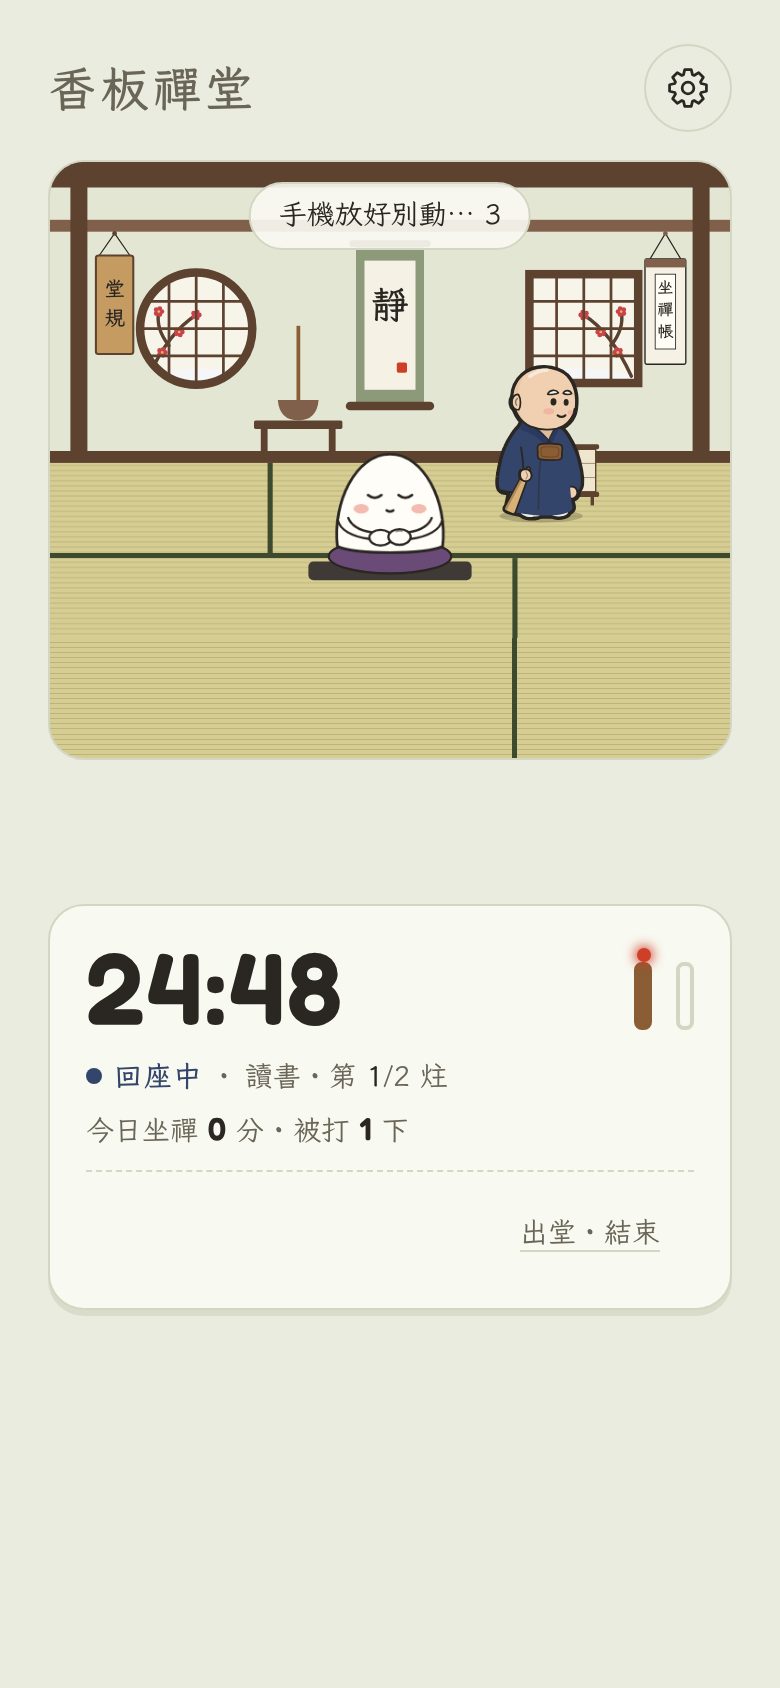 香板禪堂
手機放好別動⋯ 3
堂規
靜
坐禪帳
24:48
回座中 · 讀書 · 第 1/2 炷
今日坐禪 0 分 · 被打 1 下
出堂 · 結束